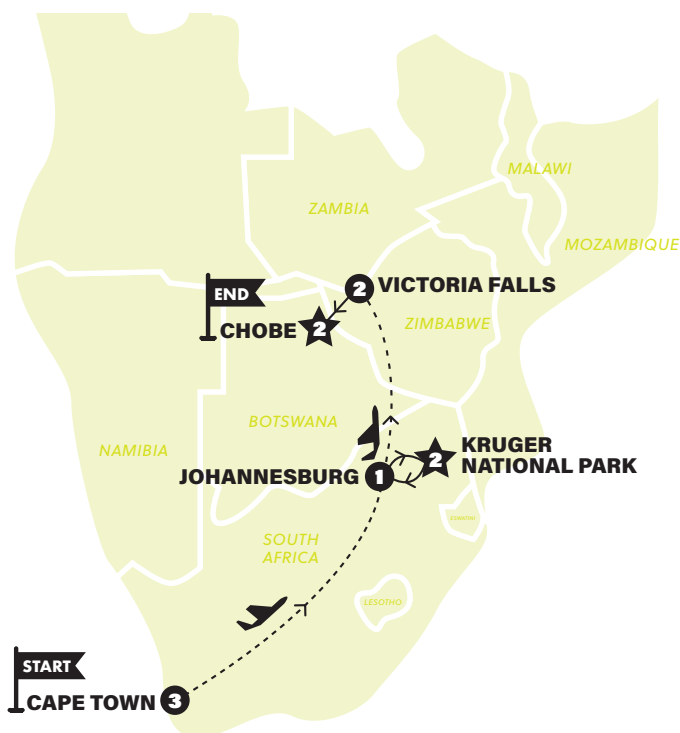 MALAWI
ZAMBIA
MOZAMBIQUE
2
VICTORIA FALLS
END
ZIMBABWE
CHOBE
2
BOTSWANA
NAMIBIA
KRUGER
NATIONAL PARK
2
JOHANNESBURG
1
ESWATINI
SOUTH
AFRICA
LESOTHO
START
CAPE TOWN
3